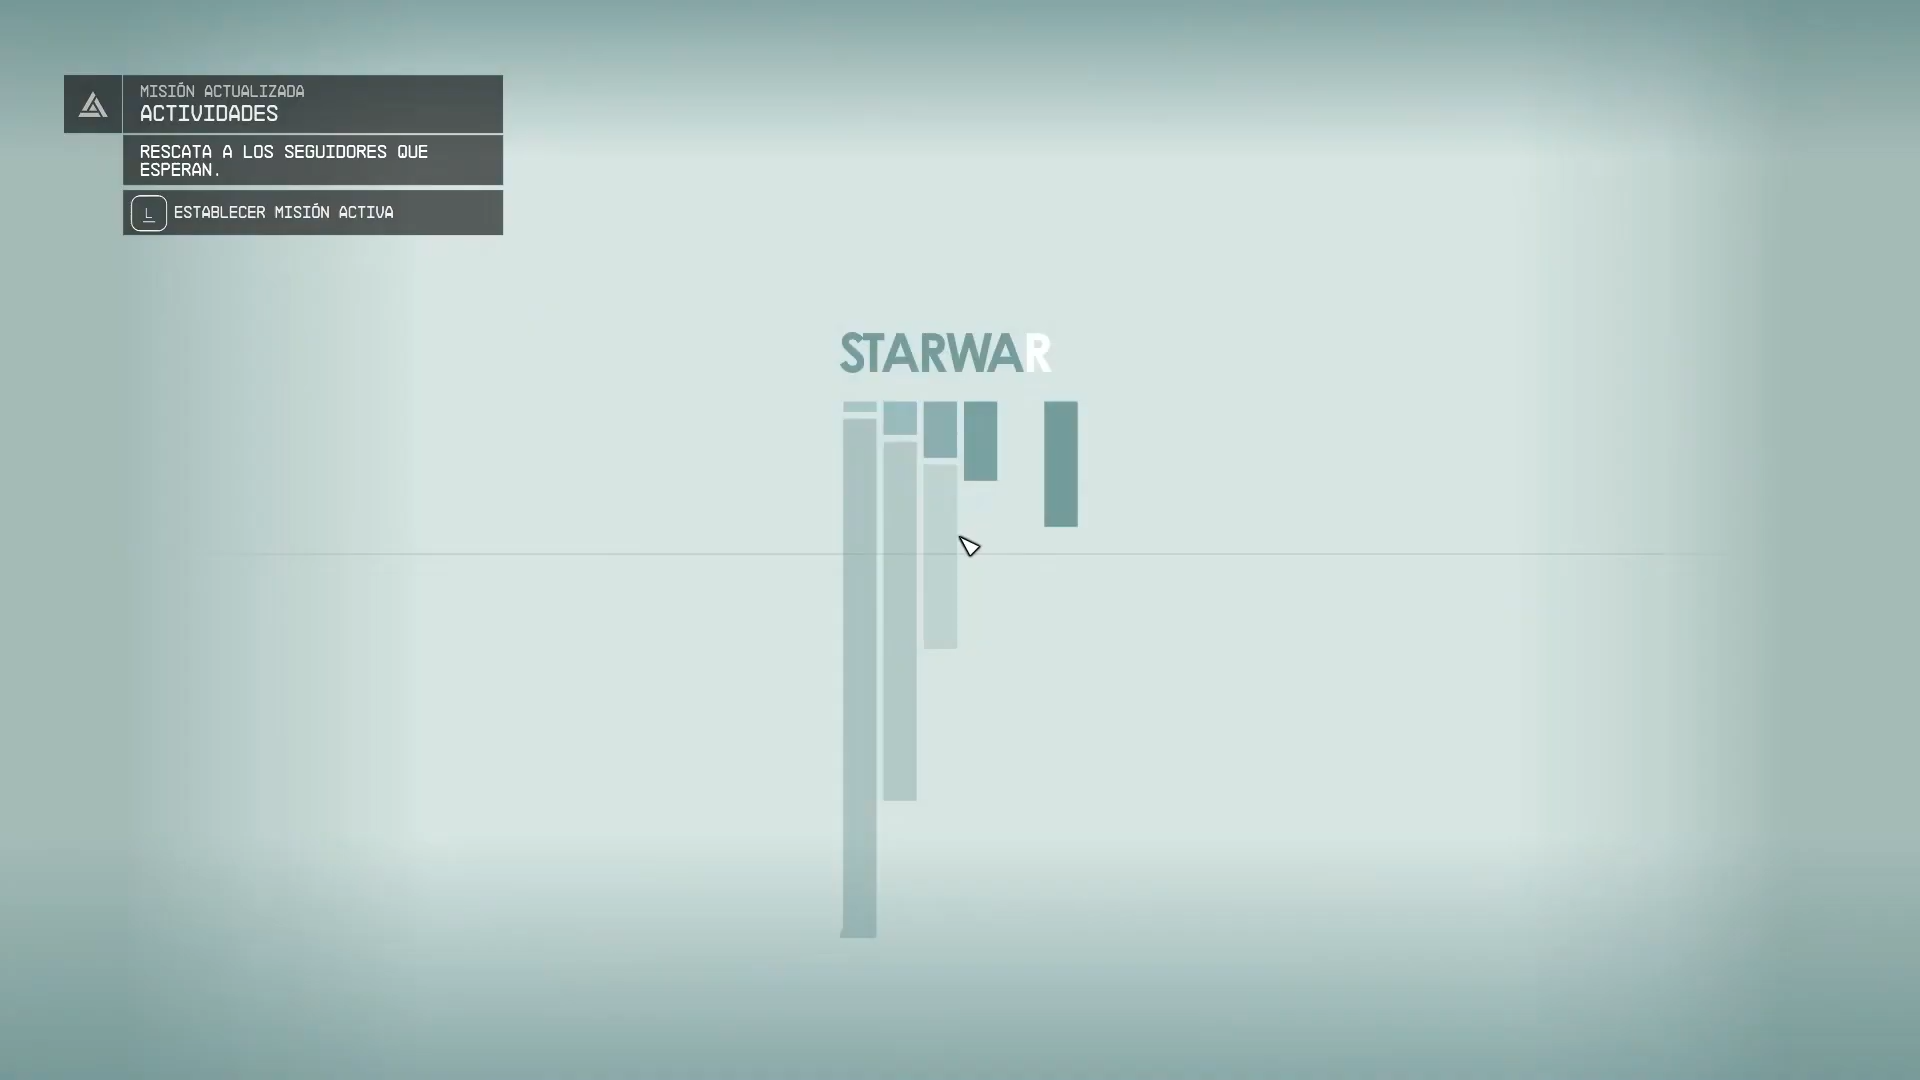 MISIÓN ACTUALIZADA
ACTIVIDADES
RESCATA A LOS SEGUIDORES QUE
ESPERAN.
L
ESTABLECER MISIÓN ACTIVA
STARWAR